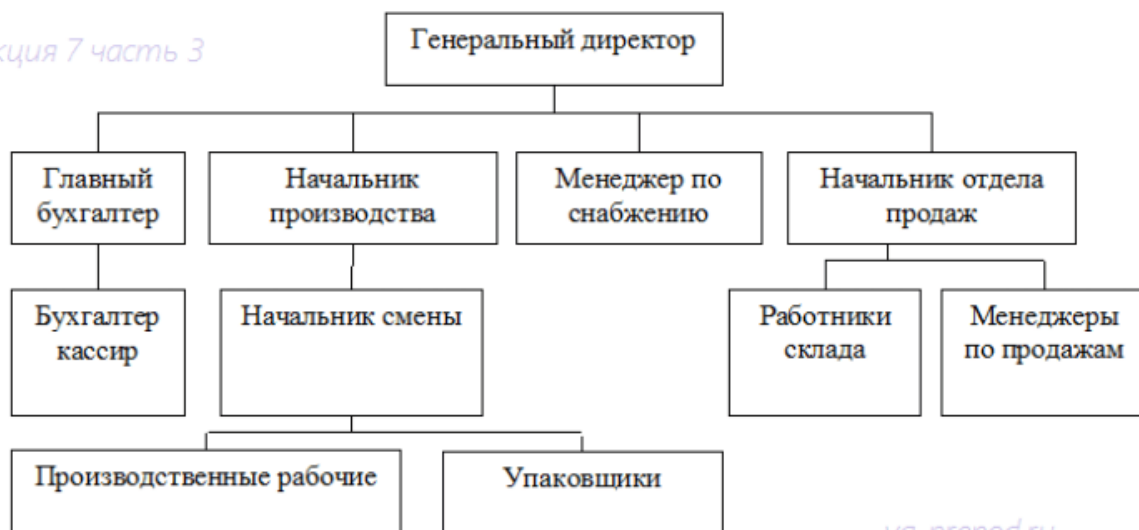 кция 7 часть 3
Генеральный директор
Главный
бухгалтер
Начальник
производства
Менеджер по
снабжению
Начальник отдела
продаж
Бухгалтер
кассир
Начальник смены
Работники
склада
Менеджеры
по продажам
Производственные рабочие
Упаковщики